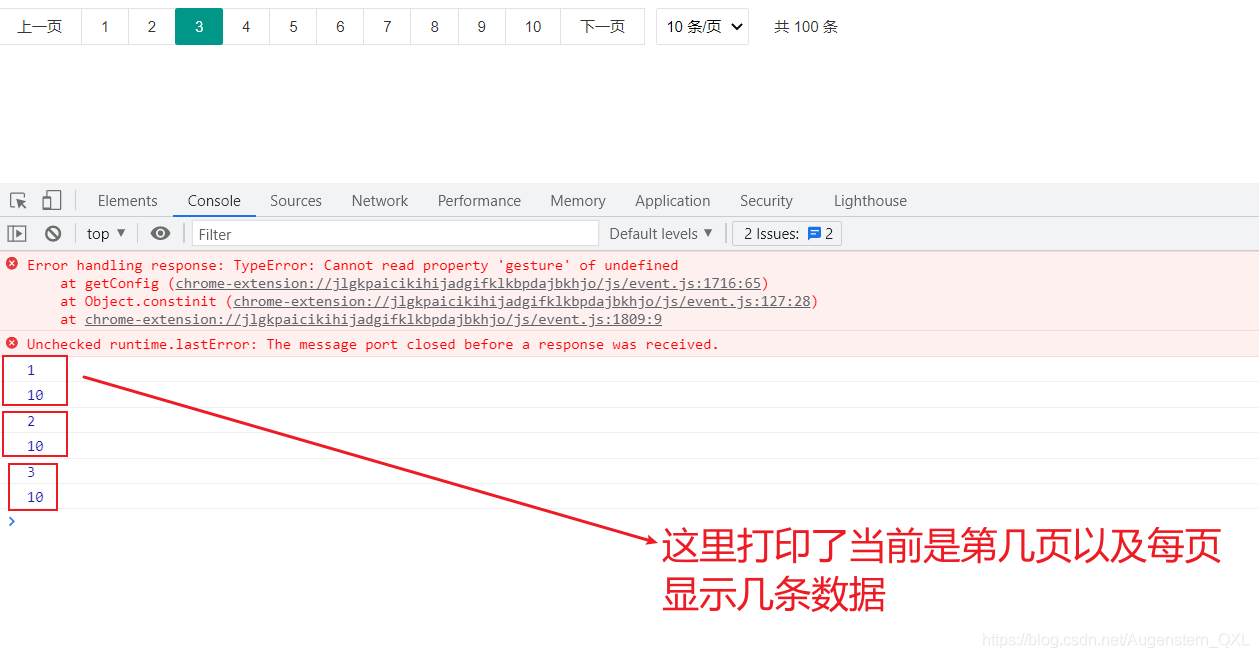 上一页 1 2 3 4 5 6 7 8 9 10 下一页 10 条/页 共 100 条
Elements Console Sources Network Performance Memory Application Security Lighthouse
top Filter Default levels 2 Issues: 2
Error handling response: TypeError: Cannot read property 'gesture' of undefined
at getConfig (chrome-extension://jlgkpaicikihijadgifklkbpdajbkhjo/js/event.js:1716:65)
at Object.constinit (chrome-extension://jlgkpaicikihijadgifklkbpdajbkhjo/js/event.js:127:28)
at chrome-extension://jlgkpaicikihijadgifklkbpdajbkhjo/js/event.js:1809:9
Unchecked runtime.lastError: The message port closed before a response was received.
1
10
2
10
3
10
这里打印了当前是第几页以及每页
显示几条数据
https://blog.csdn.net/Augenstern_QXL